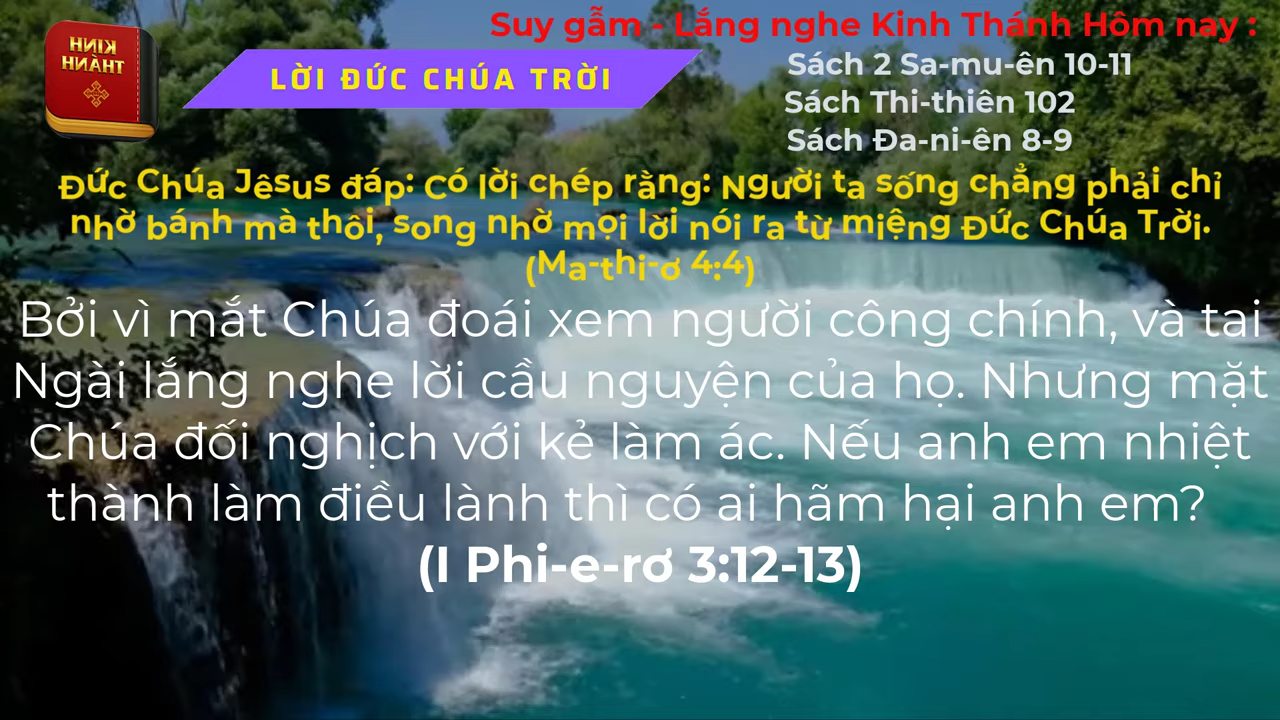 Suy gẫm - Lắng nghe Kinh Thánh Hôm nay :
KINH
THÁNH
LỜI ĐỨC CHÚA TRỜI
Sách 2 Sa-mu-ên 10-11
Sách Thi-thiên 102
Sách Đa-ni-ên 8-9
Đức Chúa Jêsus đáp: Có lời chép rằng: Người ta sống chẳng phải chỉ
nhờ bánh mà thôi, song nhờ mọi lời nói ra từ miệng Đức Chúa Trời.
(Ma-thi-ơ 4:4)
Bởi vì mắt Chúa đoái xem người công chính, và tai
Ngài lắng nghe lời cầu nguyện của họ. Nhưng mặt
Chúa đối nghịch với kẻ làm ác. Nếu anh em nhiệt
thành làm điều lành thì có ai hãm hại anh em?
(I Phi-e-rơ 3:12-13)